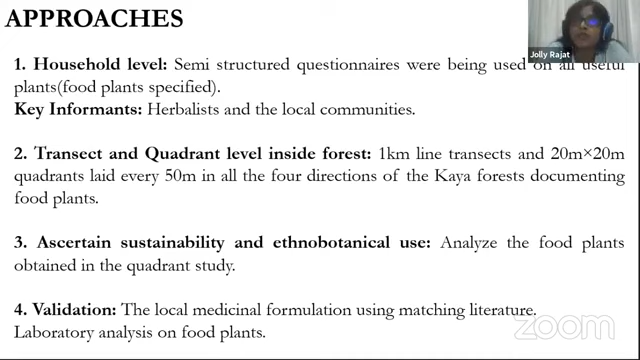 APPROACHES
Jolly Rajat
1. Household level: Semi structured questionnaires were being used on all useful
plants(food plants specified).
Key Informants: Herbalists and the local communities.
2. Transect and Quadrant level inside forest: 1km line transects and 20m×20m
quadrants laid every 50m in all the four directions of the Kaya forests documenting
food plants.
3. Ascertain sustainability and ethnobotanical use: Analyze the food plants
obtained in the quadrant study.
4. Validation: The local medicinal formulation using matching literature.
Laboratory analysis on food plants.
zoom